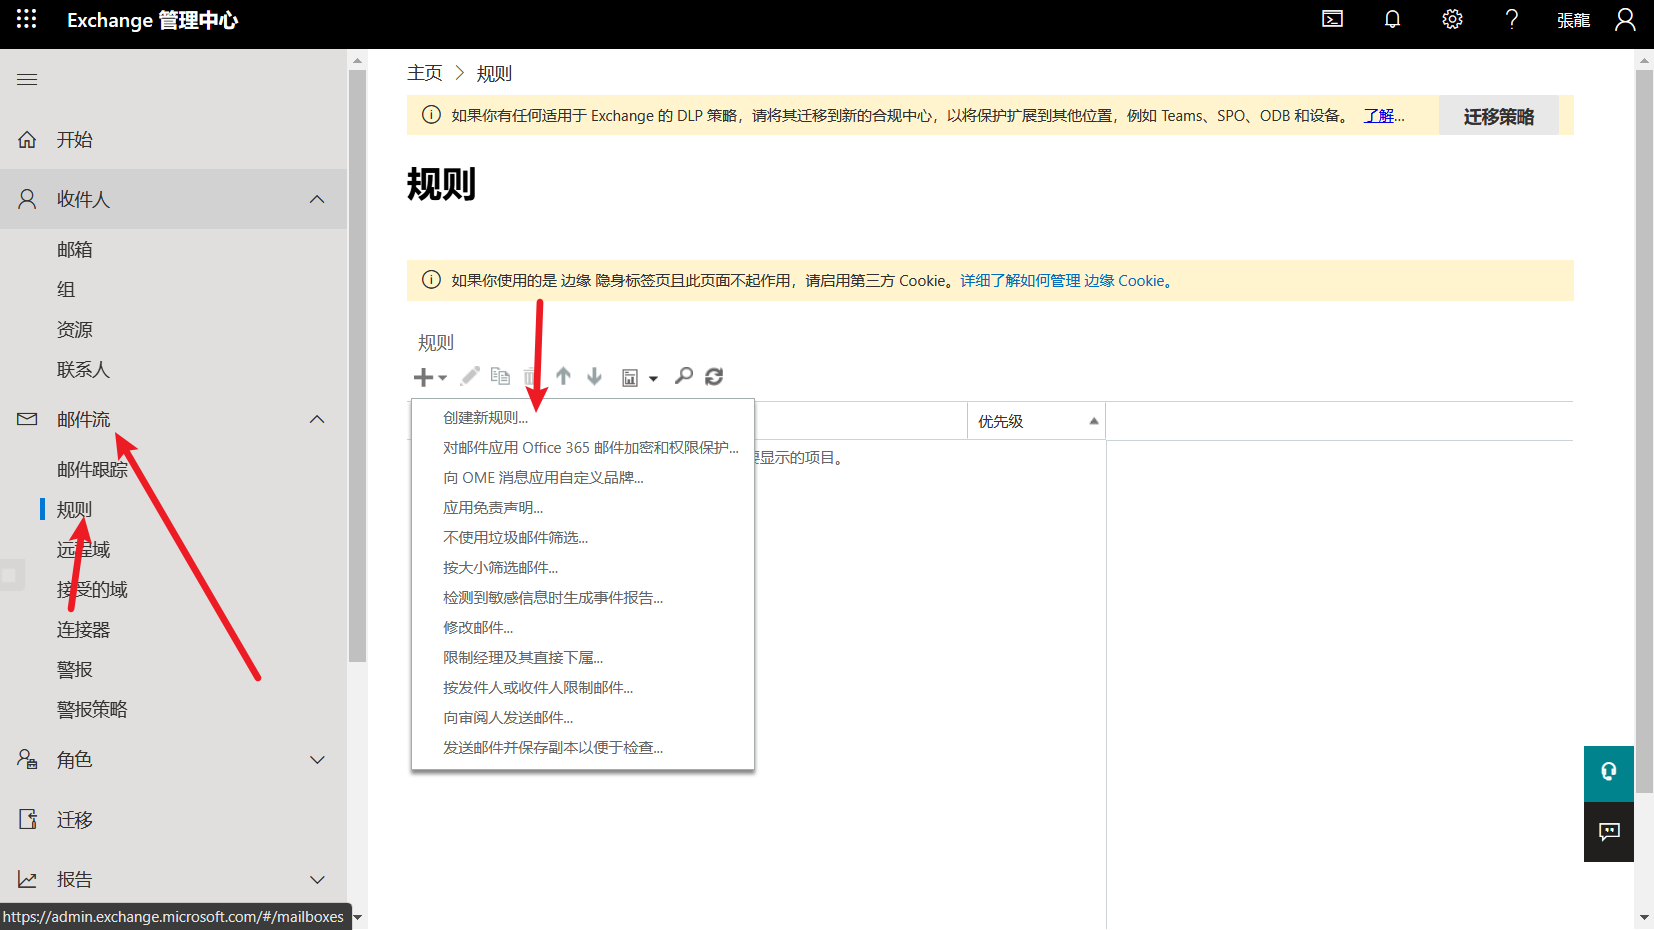 Exchange 管理中心
張龍
开始
收件人
邮箱
组
资源
联系人
邮件流
邮件跟踪
规则
远程域
接受的域
连接器
警报
警报策略
角色
迁移
报告
https://admin.exchange.microsoft.com/#/mailboxes
主页 > 规则
如果你有任何适用于 Exchange 的 DLP 策略，请将其迁移到新的合规中心，以将保护扩展到其他位置，例如 Teams、SPO、ODB 和设备。 了解...
迁移策略
规则
如果你使用的是 边缘 隐身标签页且此页面不起作用，请启用第三方 Cookie。详细了解如何管理 边缘 Cookie。
规则
优先级
要显示的项目。
创建新规则...
对邮件应用 Office 365 邮件加密和权限保护...
向 OME 消息应用自定义品牌...
应用免责声明...
不使用垃圾邮件筛选...
按大小筛选邮件...
检测到敏感信息时生成事件报告...
修改邮件...
限制经理及其直接下属...
按发件人或收件人限制邮件...
向审阅人发送邮件...
发送邮件并保存副本以便于检查...